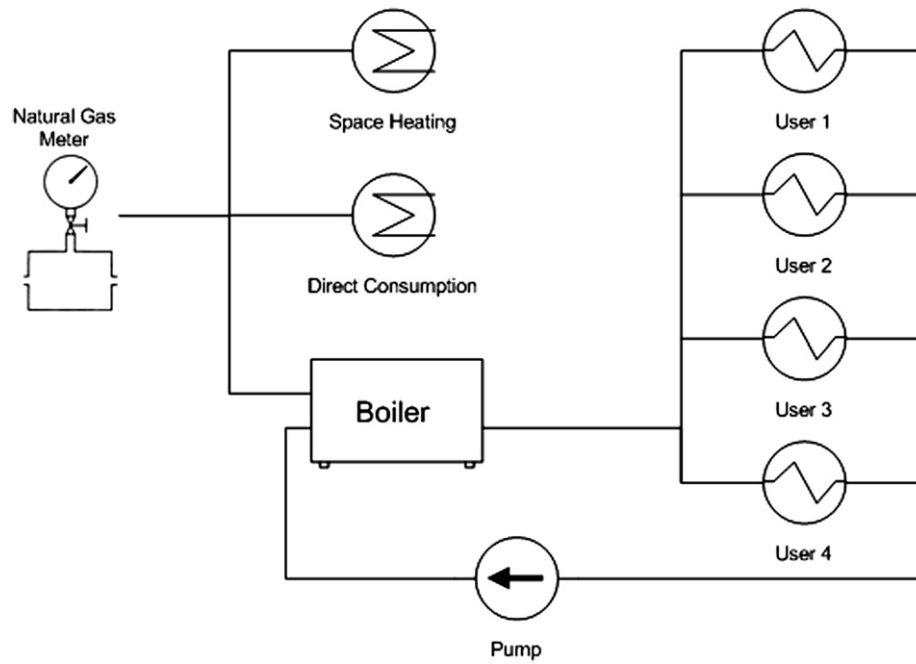 Natural Gas
Meter
Space Heating
Direct Consumption
Boiler
User 1
User 2
User 3
User 4
Pump